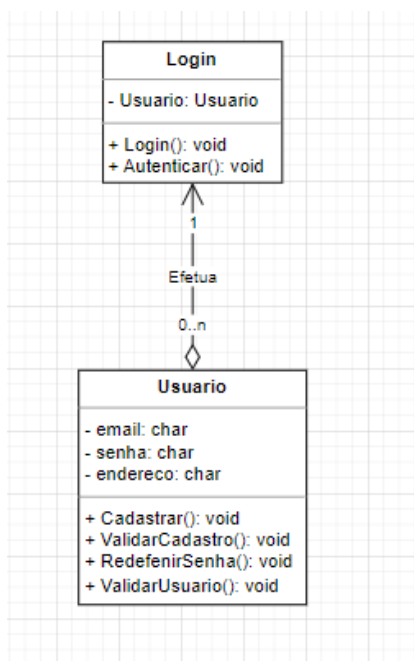 Login
- Usuario: Usuario
+ Login(): void
+ Autenticar(): void
1
Efetua
0..n
Usuario
- email: char
- senha: char
- endereco: char
+ Cadastrar(): void
+ ValidarCadastro(): void
+ RedefenirSenha(): void
+ ValidarUsuario(): void